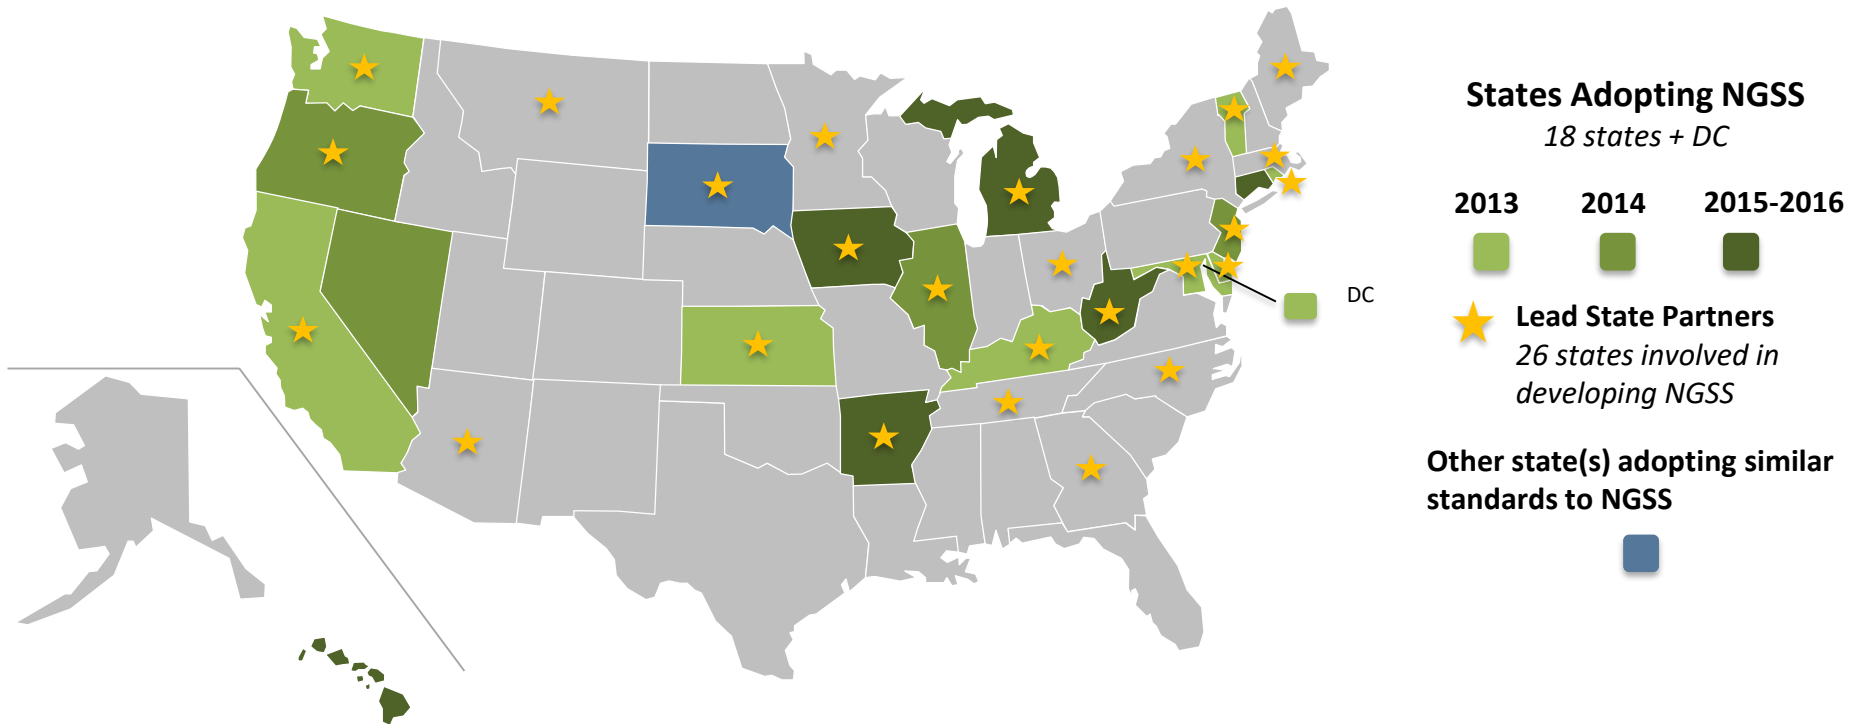 States Adopting NGSS
18 states + DC
2013 2014 2015-2016
DC
Lead State Partners
26 states involved in
developing NGSS
Other state(s) adopting similar
standards to NGSS